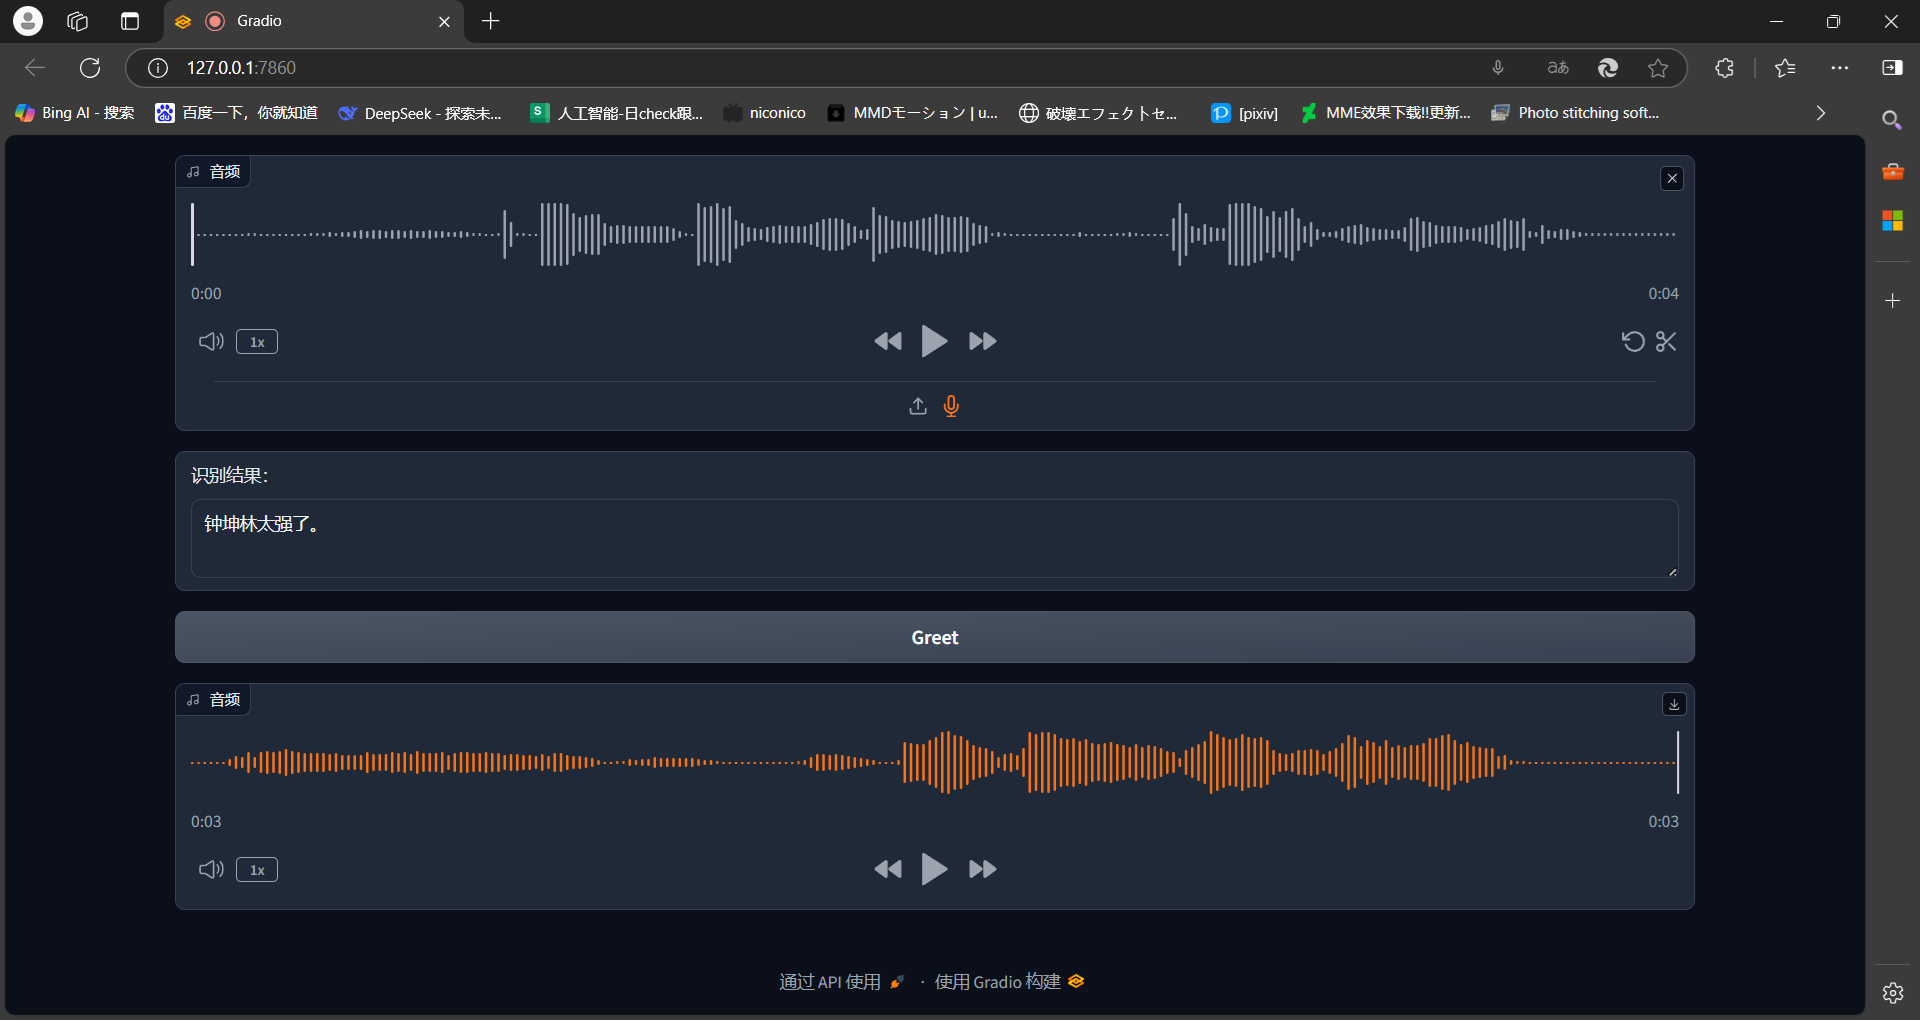 Gradio
127.0.0.1:7860
aあ
Bing AI - 搜索
百度一下，你就知道
DeepSeek - 探索未...
人工智能-日check跟...
niconico
MMDモーション | u...
破壊エフェクトセ...
[pixiv]
MME效果下载!!更新...
Photo stitching soft...
音频
0:00
0:04
1x
识别结果：
钟坤林太强了。
Greet
音频
0:03
0:03
1x
通过 API 使用 · 使用 Gradio 构建